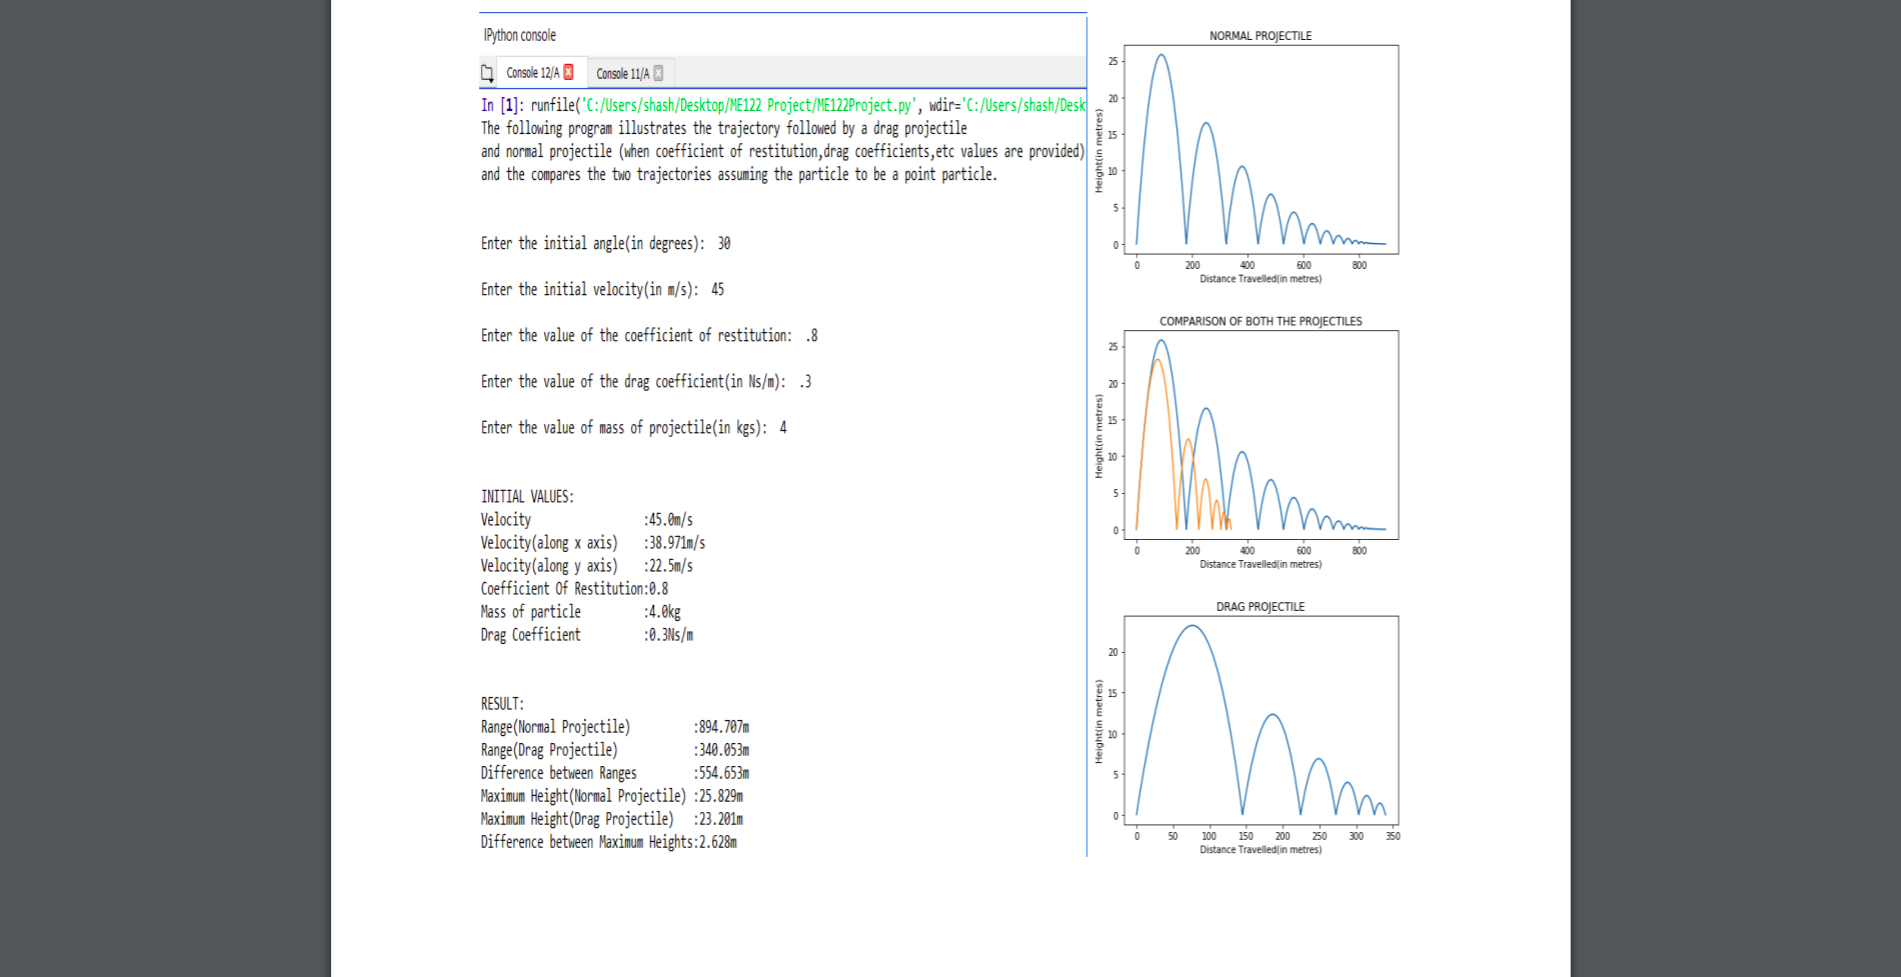 IPython console
Console 12/A
Console 11/A
In [1]: runfile('C:/Users/shash/Desktop/ME122 Project/ME122Project.py', wdir='C:/Users/shash/Desk
The following program illustrates the trajectory followed by a drag projectile
and normal projectile (when coefficient of restitution,drag coefficients,etc values are provided)
and the compares the two trajectories assuming the particle to be a point particle.
Enter the initial angle(in degrees): 30
Enter the initial velocity(in m/s): 45
Enter the value of the coefficient of restitution: .8
Enter the value of the drag coefficient(in Ns/m): .3
Enter the value of mass of projectile(in kgs): 4
INITIAL VALUES:
Velocity :45.0m/s
Velocity(along x axis) :38.971m/s
Velocity(along y axis) :22.5m/s
Coefficient Of Restitution:0.8
Mass of particle :4.0kg
Drag Coefficient :0.3Ns/m
RESULT:
Range(Normal Projectile) :894.707m
Range(Drag Projectile) :340.053m
Difference between Ranges :554.653m
Maximum Height(Normal Projectile) :25.829m
Maximum Height(Drag Projectile) :23.201m
Difference between Maximum Heights:2.628m
NORMAL PROJECTILE
Height(in metres)
25
20
15
10
5
0
0 200 400 600 800
Distance Travelled(in metres)
COMPARISON OF BOTH THE PROJECTILES
Height(in metres)
25
20
15
10
5
0
0 200 400 600 800
Distance Travelled(in metres)
DRAG PROJECTILE
Height(in metres)
20
15
10
5
0
0 50 100 150 200 250 300 350
Distance Travelled(in metres)